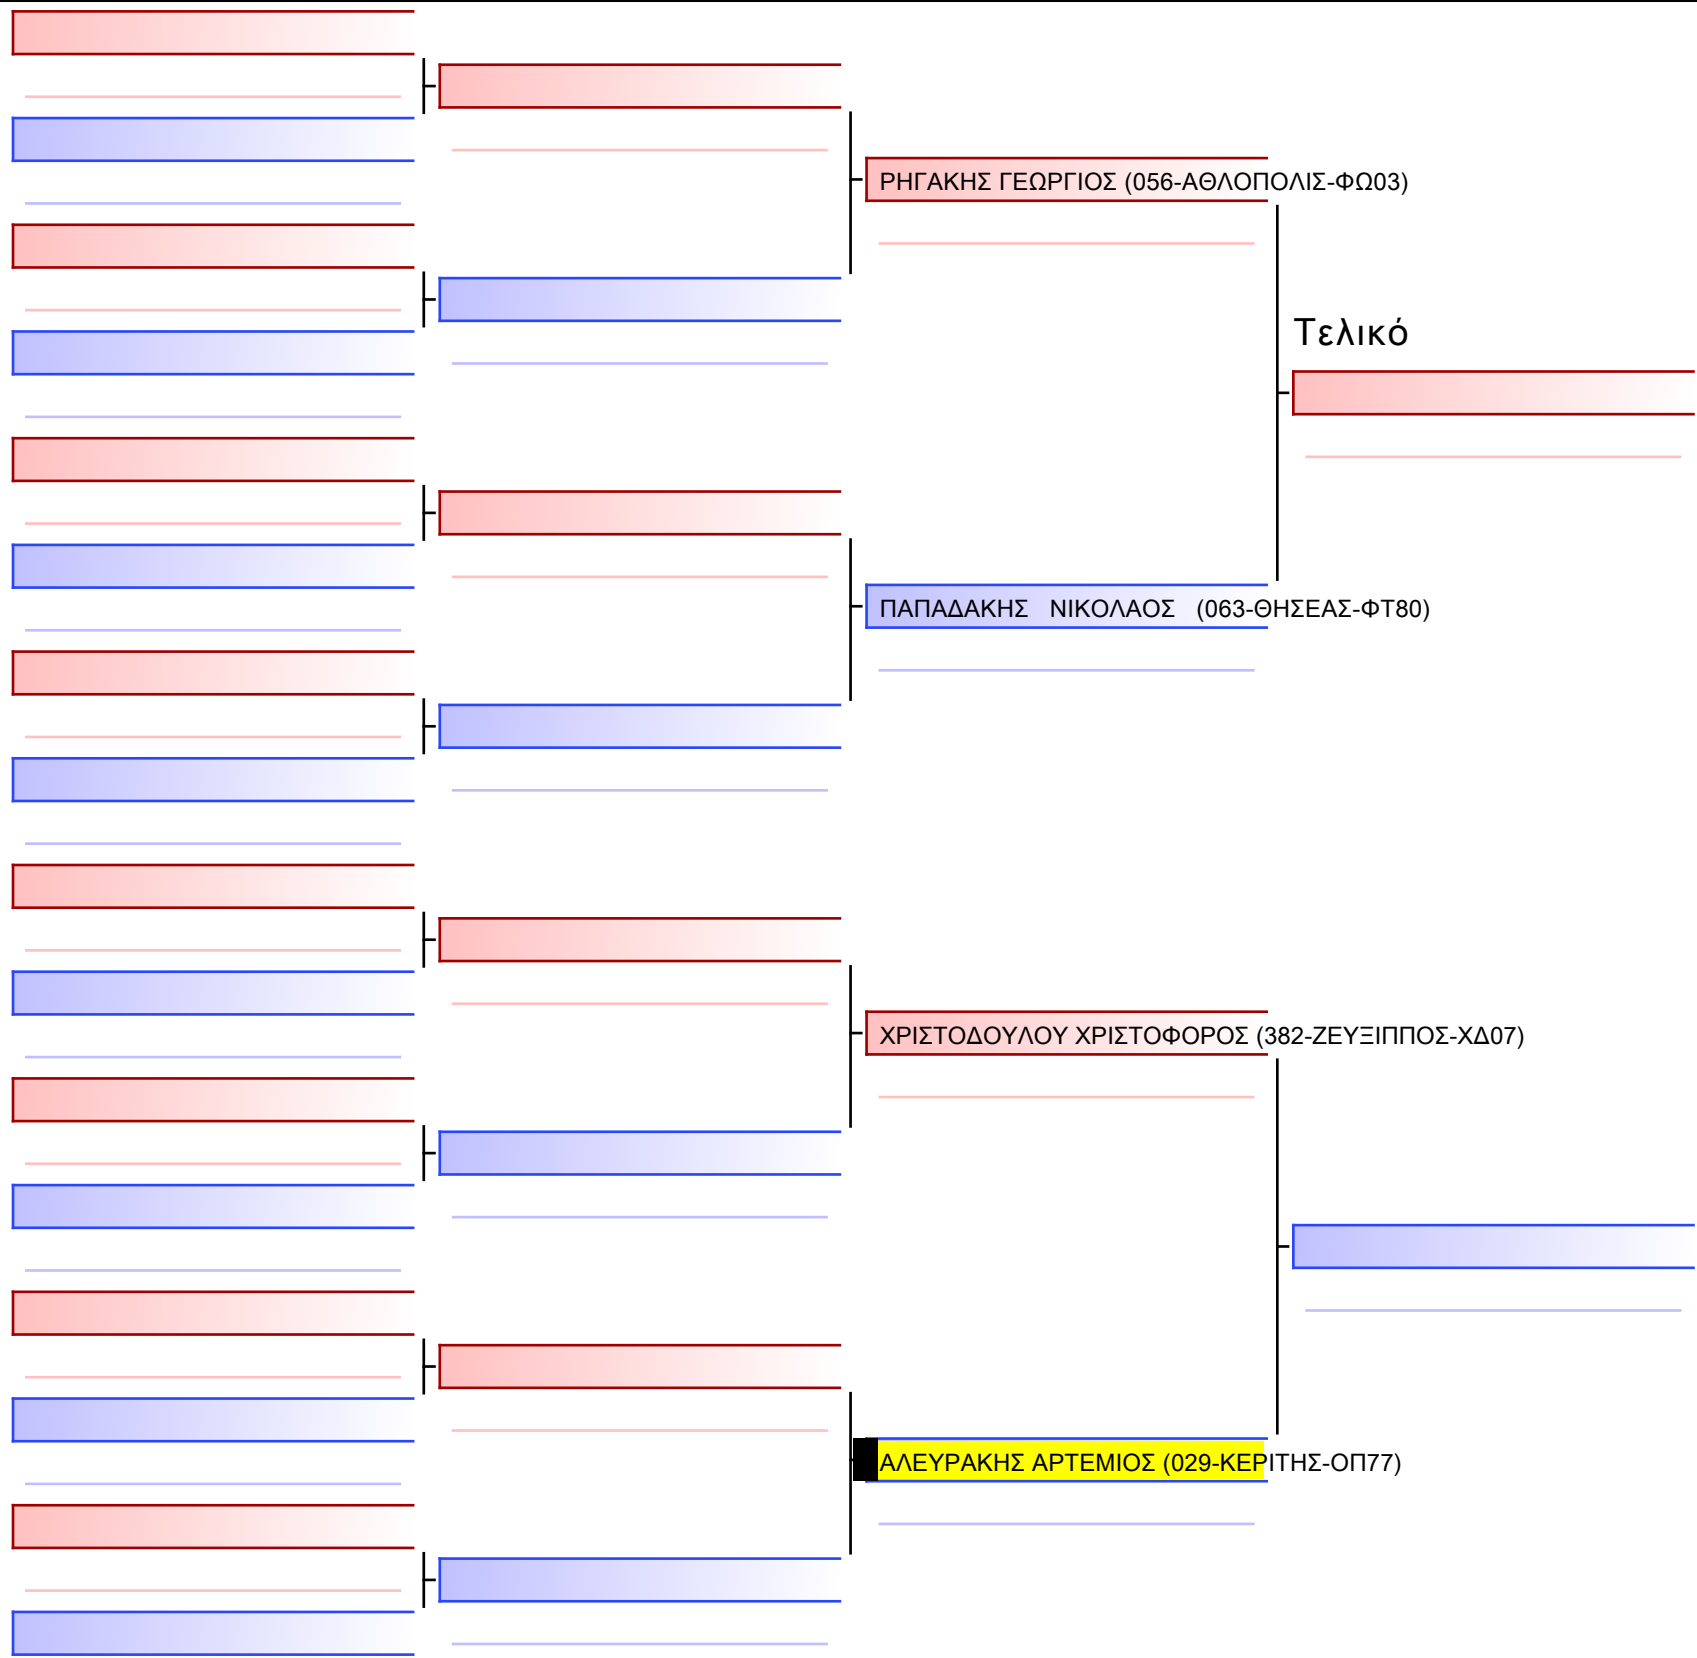 ΡΗΓΑΚΗΣ ΓΕΩΡΓΙΟΣ (056-ΑΘΛΟΠΟΛΙΣ-ΦΩ03)
Τελικό
ΠΑΠΑΔΑΚΗΣ ΝΙΚΟΛΑΟΣ (063-ΘΗΣΕΑΣ-ΦΤ80)
ΧΡΙΣΤΟΔΟΥΛΟΥ ΧΡΙΣΤΟΦΟΡΟΣ (382-ΖΕΥΞΙΠΠΟΣ-ΧΔ07)
ΑΛΕΥΡΑΚΗΣ ΑΡΤΕΜΙΟΣ (029-ΚΕΡΙΤΗΣ-ΟΠ77)